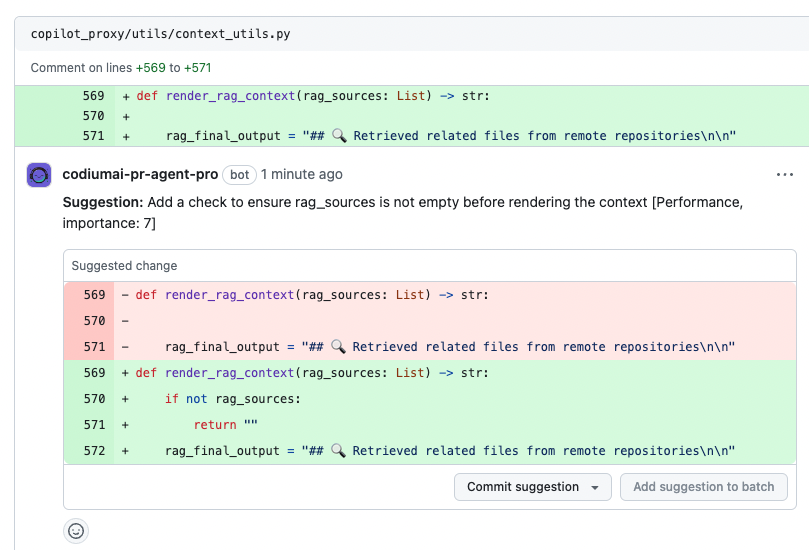 copilot_proxy/utils/context_utils.py
Comment on lines +569 to +571
569 + def render_rag_context(rag_sources: List) -> str:
570 +
571 +     rag_final_output = "## 🔍 Retrieved related files from remote repositories\n\n"
codiumai-pr-agent-pro bot 1 minute ago ...
Suggestion: Add a check to ensure rag_sources is not empty before rendering the context [Performance,
importance: 7]
Suggested change
569 - def render_rag_context(rag_sources: List) -> str:
570 -
571 -     rag_final_output = "## 🔍 Retrieved related files from remote repositories\n\n"
569 + def render_rag_context(rag_sources: List) -> str:
570 +     if not rag_sources:
571 +         return ""
572 +     rag_final_output = "## 🔍 Retrieved related files from remote repositories\n\n"
Commit suggestion Add suggestion to batch